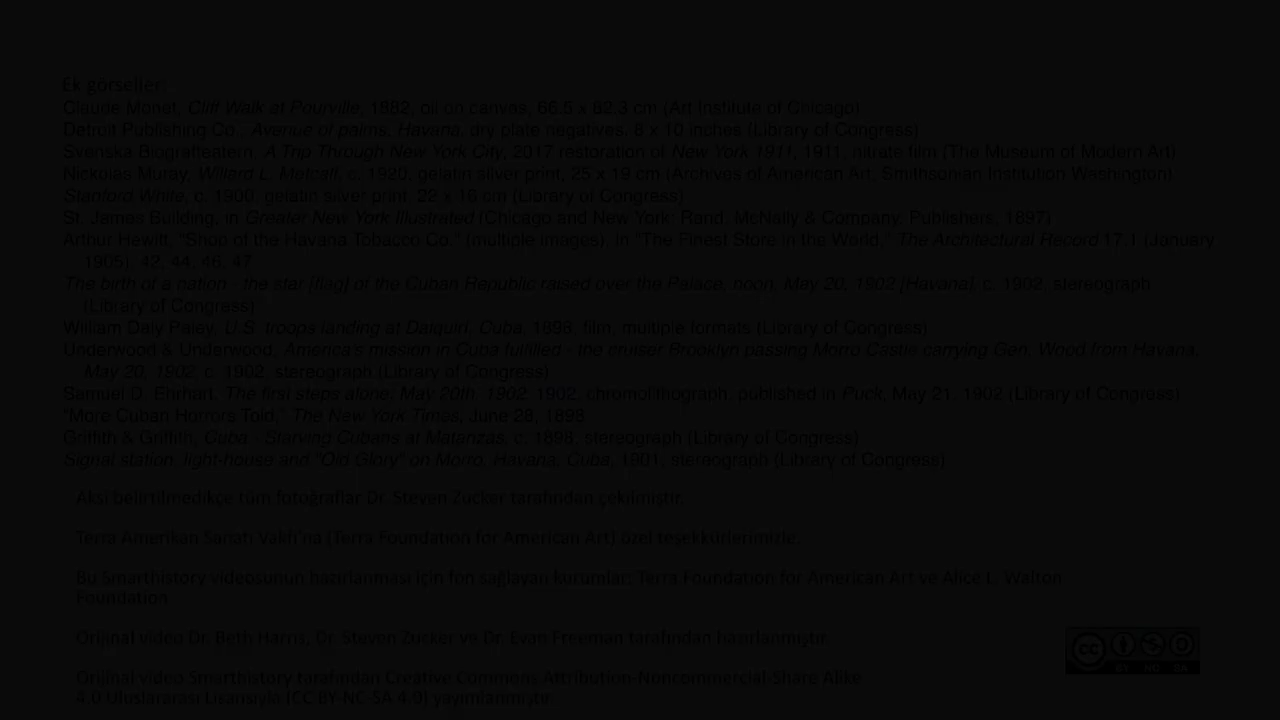 Ek görseller:
Claude Monet, Cliff Walk at Pourville, 1882, oil on canvas, 66.5 x 82.3 cm (Art Institute of Chicago)
Detroit Publishing Co., Avenue of palms, Havana, dry plate negatives, 8 x 10 inches (Library of Congress)
Svenska Biografteatern, A Trip Through New York City, 2017 restoration of New York 1911, 1911, nitrate film (The Museum of Modern Art)
Nickolas Muray, Willard L. Metcalf, c. 1920, gelatin silver print, 25 x 19 cm (Archives of American Art, Smithsonian Institution Washington)
Stanford White, c. 1900, gelatin silver print 23 x 16 cm (Library of Congress)
St. James Building, in Greater New York Illustrated (Chicago and New York: Rand, McNally & Company, Publishers, 1897)
Arthur Hewitt, "Shop of the Havana Tobacco Co." (multiple images), in "The Finest Store in the World," The Architectural Record 17.1 (January
1905), 42, 44, 46, 47
The birth of a nation - the star [flag] of the Cuban Republic raised over the Palace, noon, May 20, 1902 [Havana], c. 1902, stereograph
(Library of Congress)
William Daly Paley, U.S. troops landing at Daiquirí, Cuba, 1898, film, multiple formats (Library of Congress)
Underwood & Underwood, America's mission in Cuba fulfilled - the cruiser Brooklyn passing Morro Castle carrying Gen. Wood from Havana,
May 20, 1902, c. 1902, stereograph (Library of Congress)
Samuel D. Ehrhart, The first steps alone: May 20th, 1902, 1902, chromolithograph, published in Puck, May 21, 1902 (Library of Congress)
"More Cuban Horrors Told," The New York Times, June 28, 1898
Griffith & Griffith, Cuba - Starving Cubans at Matanzas, c. 1898, stereograph (Library of Congress)
Signal station, light-house and "Old Glory" on Morro, Havana, Cuba, 1901, stereograph (Library of Congress)
Aksi belirtilmedikçe tüm fotoğraflar Dr. Steven Zucker tarafından çekilmiştir.
Terra Amerikan Sanatı Vakfı'na (Terra Foundation for American Art) özel teşekkürlerimizle.
Bu Smarthistory videosunun hazırlanması için fon sağlayan kurumlar: Terra Foundation for American Art ve Alice L. Walton
Foundation
Orijinal video Dr. Beth Harris, Dr. Steven Zucker ve Dr. Evan Freeman tarafından hazırlanmıştır.
Orijinal video Smarthistory tarafından Creative Commons Attribution-Noncommercial-Share Alike
4.0 Uluslararası Lisansıyla (CC BY-NC-SA 4.0) yayımlanmıştır.
CC BY NC SA